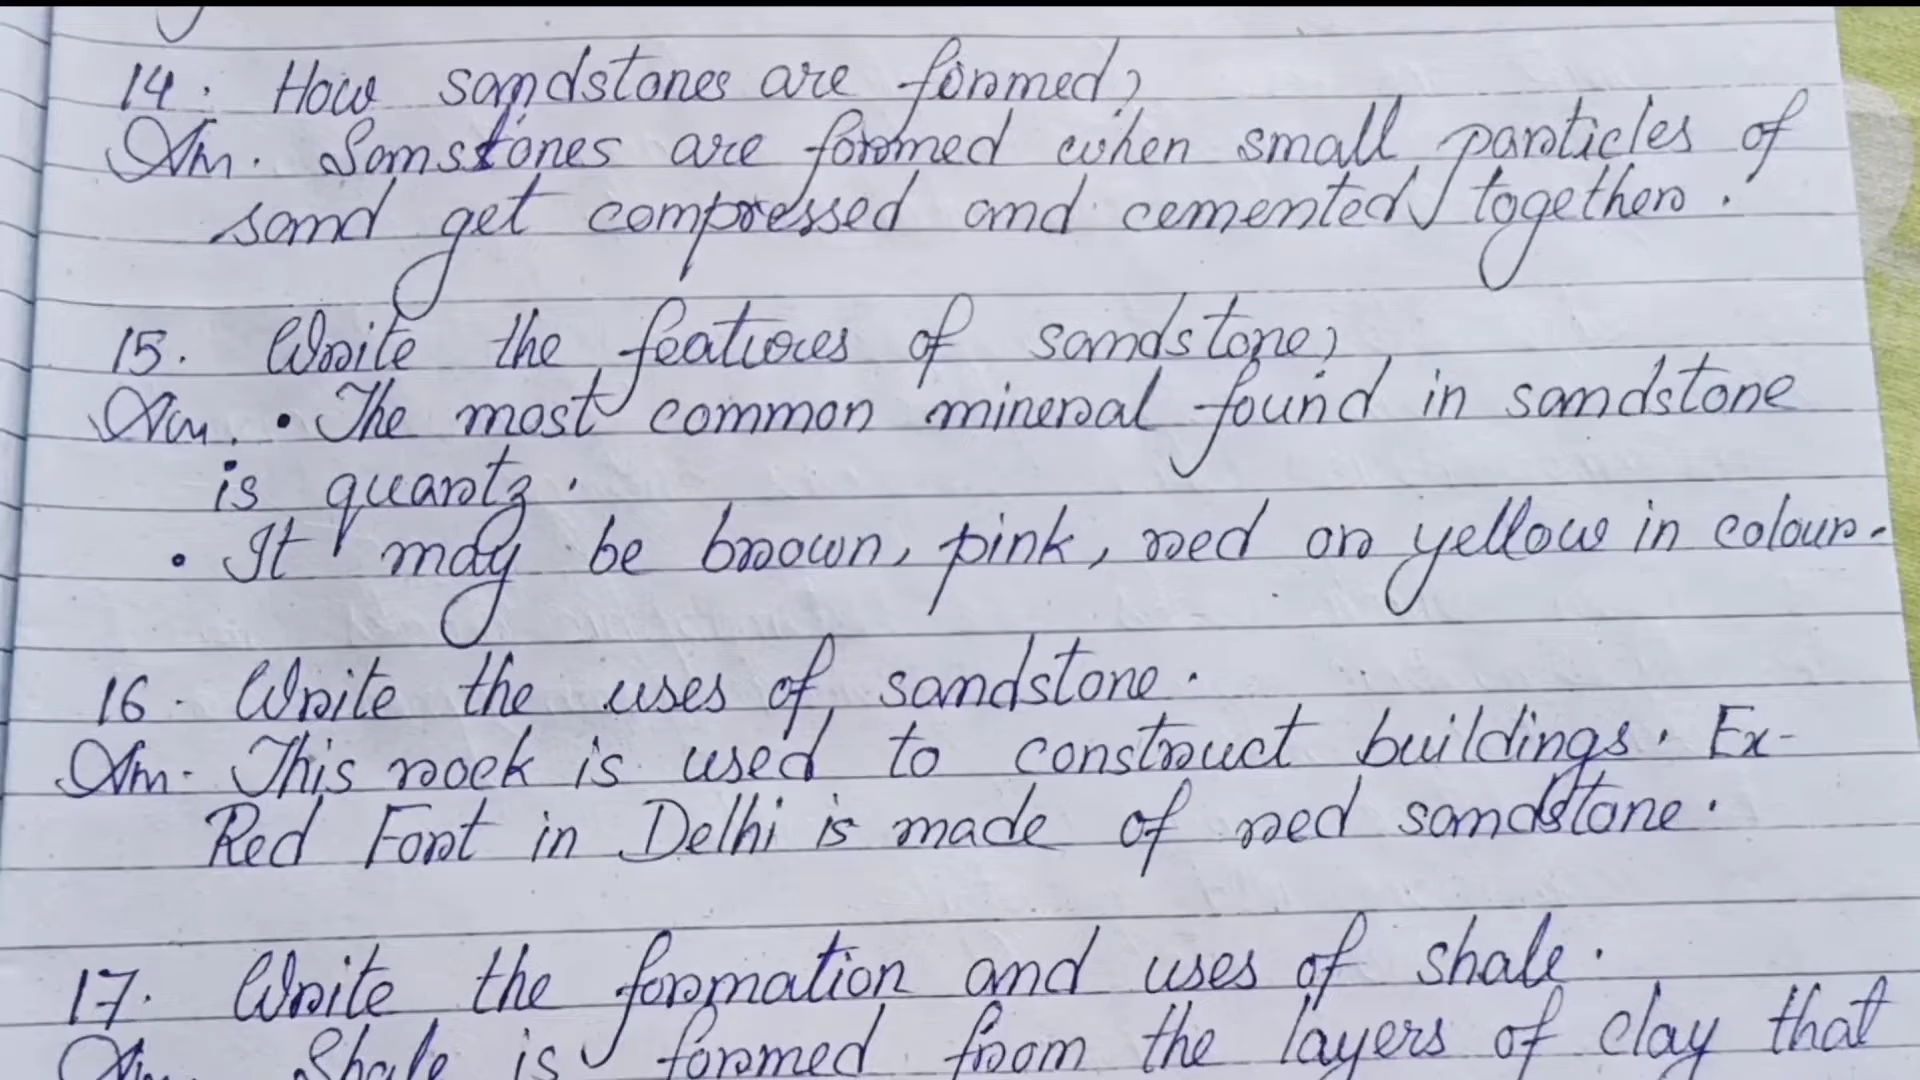 14. How sandstones are formed?
Ans. Somstones are formed when small particles of
sand get compressed and cemented together.
15. Write the features of sandstone?
Ans. • The most common mineral found in sandstone
is quartz.
• It may be brown, pink, red or yellow in colour.
16. Write the uses of sandstone.
Ans. This rock is used to construct buildings. Ex-
Red Fort in Delhi is made of red sandstone.
17. Write the formation and uses of shale.
Ans. Shale is formed from the layers of clay that